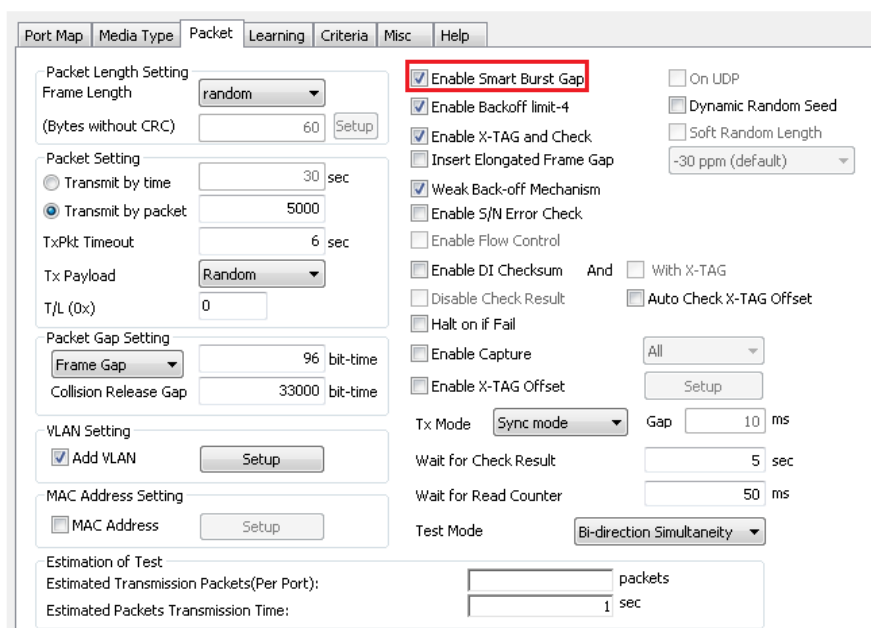 Port Map Media Type Packet Learning Criteria Misc Help
Packet Length Setting
Frame Length random
(Bytes without CRC) 60 Setup
Packet Setting
Transmit by time 30 sec
Transmit by packet 5000
TxPkt Timeout 6 sec
Tx Payload Random
T/L (0x) 0
Packet Gap Setting
Frame Gap 96 bit-time
Collision Release Gap 33000 bit-time
VLAN Setting
Add VLAN Setup
MAC Address Setting
MAC Address Setup
Enable Smart Burst Gap On UDP
Enable Backoff limit-4 Dynamic Random Seed
Enable X-TAG and Check Soft Random Length
Insert Elongated Frame Gap -30 ppm (default)
Weak Back-off Mechanism
Enable S/N Error Check
Enable Flow Control
Enable DI Checksum And With X-TAG
Disable Check Result Auto Check X-TAG Offset
Halt on if Fail
Enable Capture All
Enable X-TAG Offset Setup
Tx Mode Sync mode Gap 10 ms
Wait for Check Result 5 sec
Wait for Read Counter 50 ms
Test Mode Bi-direction Simultaneity
Estimation of Test
Estimated Transmission Packets(Per Port): packets
Estimated Packets Transmission Time: 1 sec